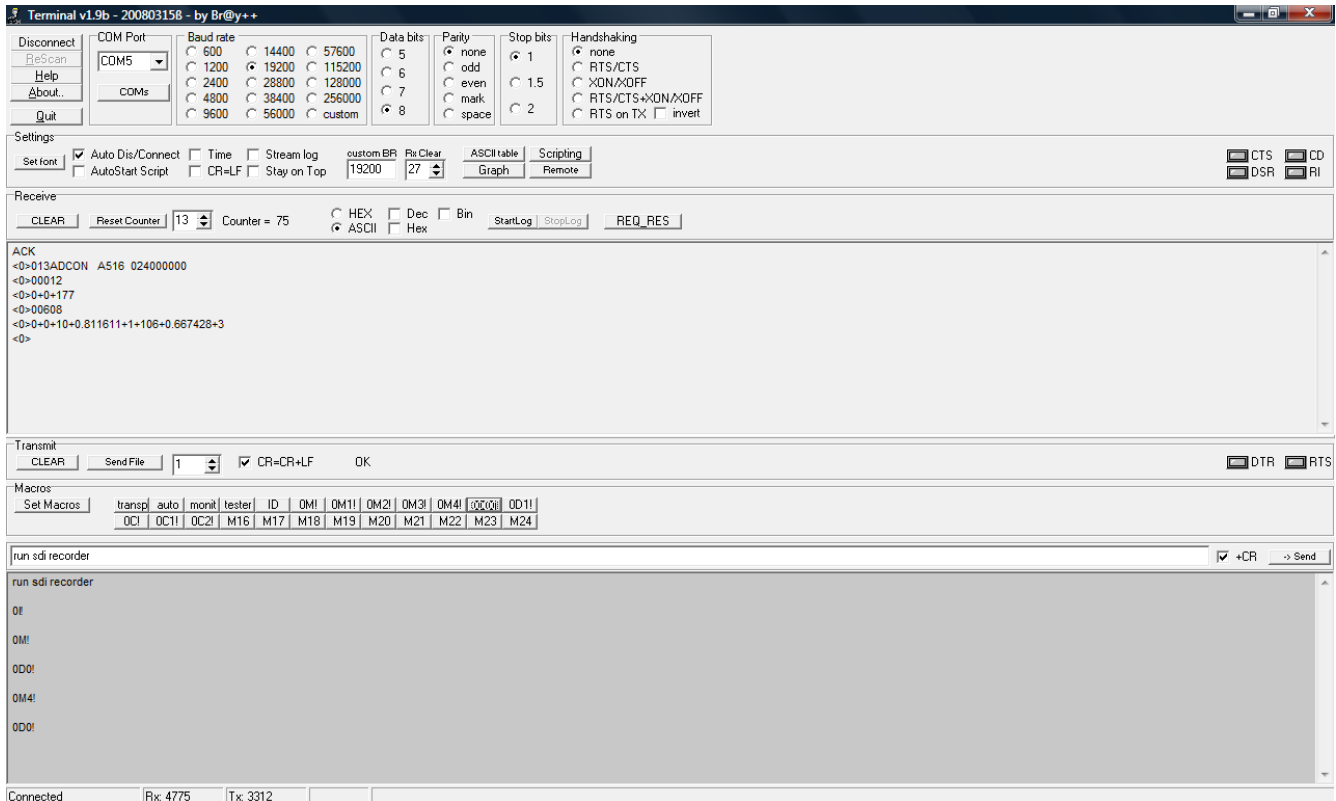 Terminal v1.9b - 20080315ß - by Br@y++
Disconnect
ReScan
Help
About..
Quit
COM Port
COM5
COMs
Baud rate
600 14400 57600
1200 19200 115200
2400 28800 128000
4800 38400 256000
9600 56000 custom
Data bits
5
6
7
8
Parity
none
odd
even
mark
space
Stop bits
1
1.5
2
Handshaking
none
RTS/CTS
XON/XOFF
RTS/CTS+XON/XOFF
RTS on TX invert
Settings
Set font
Auto Dis/Connect Time Stream log
AutoStart Script CR=LF Stay on Top
custom BR Rx Clear
19200 27
ASCII table Scripting
Graph Remote
CTS CD
DSR RI
Receive
CLEAR Reset Counter 13 Counter = 75
HEX Dec Bin
ASCII Hex
StartLog StopLog REQ_RES
ACK
<0>013ADCON A516 024000000
<0>00012
<0>0+0+177
<0>00608
<0>0+0+10+0.811611+1+106+0.667428+3
<0>
Transmit
CLEAR Send File 1 CR=CR+LF OK
DTR RTS
Macros
Set Macros
transp auto monit tester ID 0M! 0M1! 0M2! 0M3! 0M4! 0D1!
0C! 0C1! 0C2! M16 M17 M18 M19 M20 M21 M22 M23 M24
run sdi recorder
+CR -> Send
run sdi recorder
0I!
0M!
0D0!
0M4!
0D0!
Connected Rx: 4775 Tx: 3312